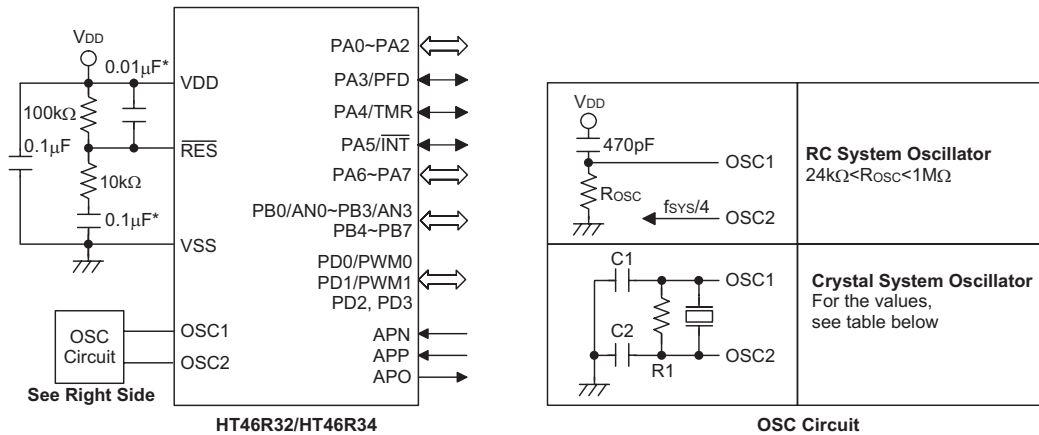 VDD
0.01µF*
VDD
100kΩ
0.1µF
RES
10kΩ
0.1µF*
VSS
OSC Circuit
OSC1
OSC2
See Right Side
PA0~PA2
PA3/PFD
PA4/TMR
PA5/INT
PA6~PA7
PB0/AN0~PB3/AN3
PB4~PB7
PD0/PWM0
PD1/PWM1
PD2, PD3
APN
APP
APO
HT46R32/HT46R34
VDD
470pF
OSC1
ROSC
fSYS/4
OSC2
RC System Oscillator
24kΩ<ROSC<1MΩ
C1
OSC1
C2
OSC2
R1
Crystal System Oscillator
For the values,
see table below
OSC Circuit